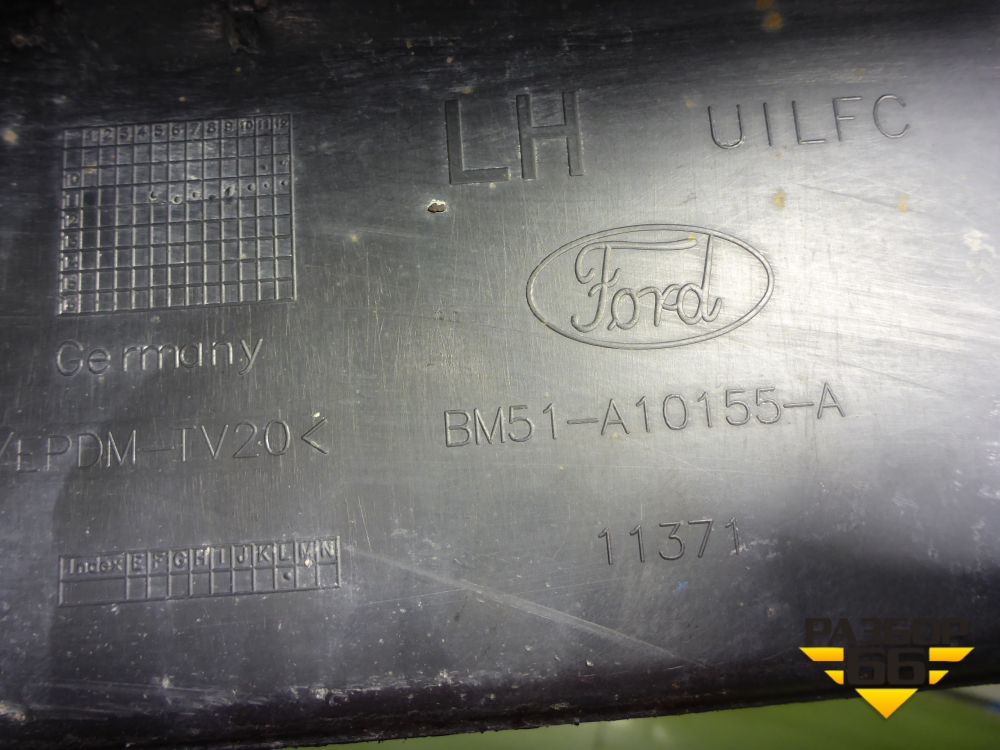 LH
UILFC
1 2 3 4 5 6 7 8 9 10 11 12
Ford
Germany
/EPDM-TV20<
BM51-A10155-A
Index E F G H I J K L M N
11371
РАЗБОР
66